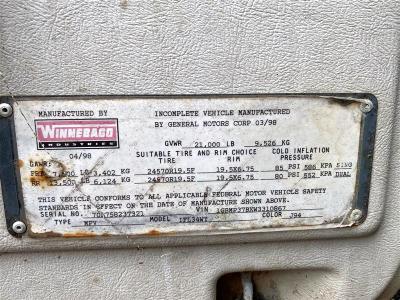 MANUFACTURED BY
WINNEBAGO
INDUSTRIES
04/98
INCOMPLETE VEHICLE MANUFACTURED
BY GENERAL MOTORS CORP 03/98
GVWR 21,000 LB 9,526 KG
SUITABLE TIRE AND RIM CHOICE COLD INFLATION
GAWR: TIRE RIM PRESSURE
FRT 7,500 LB 3,402 KG 24570R19.5F 19.5X6.75 85 PSI 586 KPA SING
RR 13,500 LB 6,124 KG 24570R19.5F 19.5X6.75 80 PSI 552 KPA DUAL
THIS VEHICLE CONFORMS TO ALL APPLICABLE FEDERAL MOTOR VEHICLE SAFETY
STANDARDS IN EFFECT ON THE DATE OF MANUFACTURE SHOWN ABOVE.
SERIAL NO. VIN
TYPE MPV MODEL COLOR J94